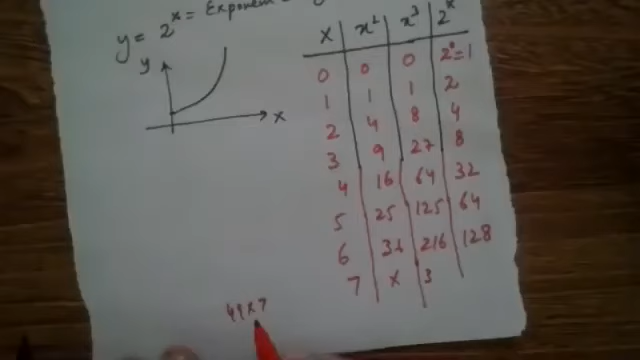 y = 2^x = Exponent
y
x
x | x² | x³ | 2^x
0 | 0 | 0 | 2⁰=1
1 | 1 | 1 | 2
2 | 4 | 8 | 4
3 | 9 | 27 | 8
4 | 16 | 64 | 32
5 | 25 | 125 | 64
6 | 36 | 216 | 128
7 | x | 3
49x7